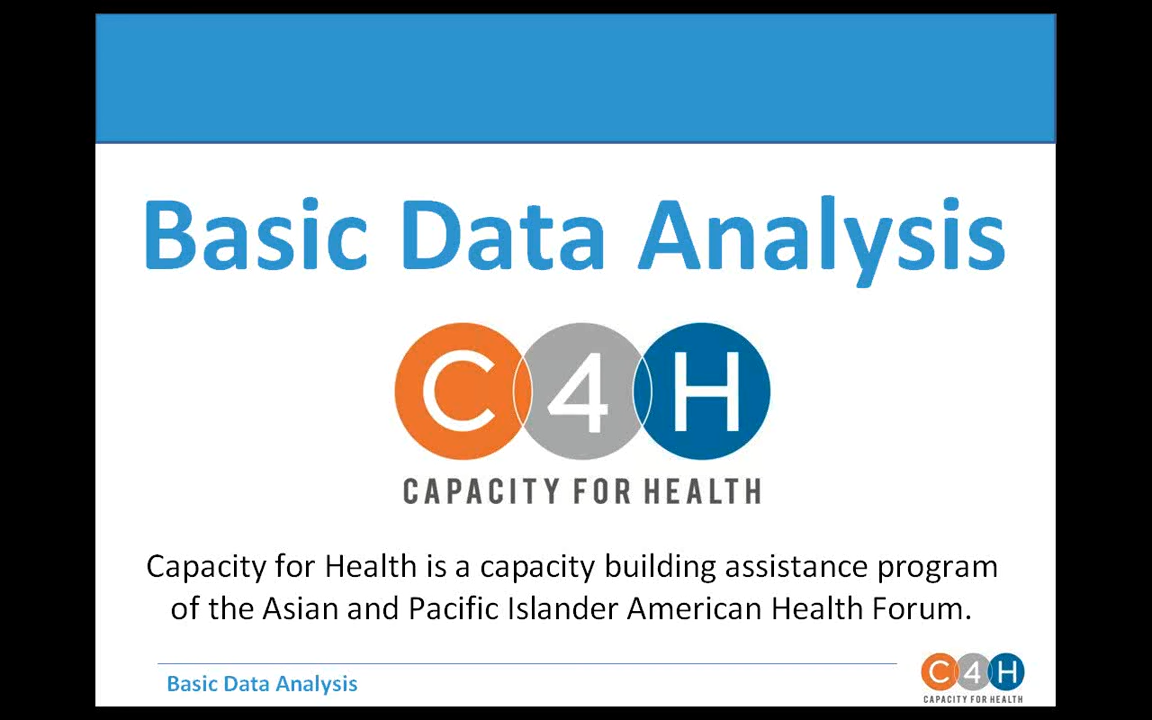 Basic Data Analysis
C4H
CAPACITY FOR HEALTH
Capacity for Health is a capacity building assistance program
of the Asian and Pacific Islander American Health Forum.
Basic Data Analysis
C4H
CAPACITY FOR HEALTH